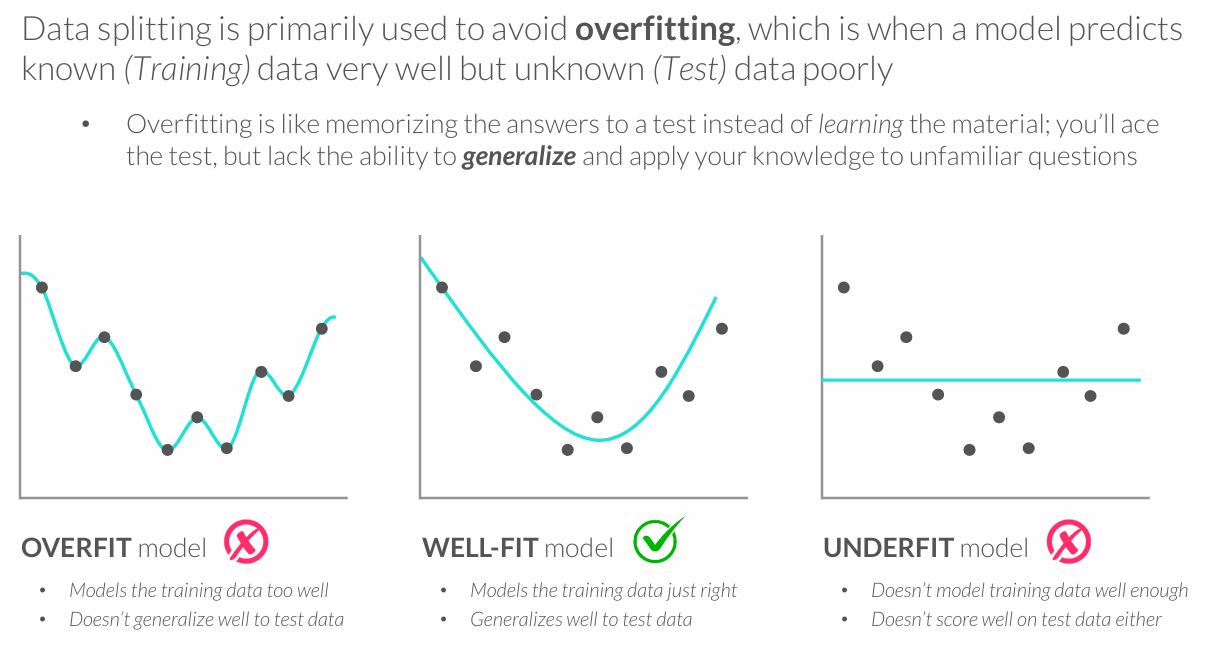 Data splitting is primarily used to avoid overfitting, which is when a model predicts
known (Training) data very well but unknown (Test) data poorly
• Overfitting is like memorizing the answers to a test instead of learning the material; you’ll ace
the test, but lack the ability to generalize and apply your knowledge to unfamiliar questions
OVERFIT model
• Models the training data too well
• Doesn’t generalize well to test data
WELL-FIT model
• Models the training data just right
• Generalizes well to test data
UNDERFIT model
• Doesn’t model training data well enough
• Doesn’t score well on test data either